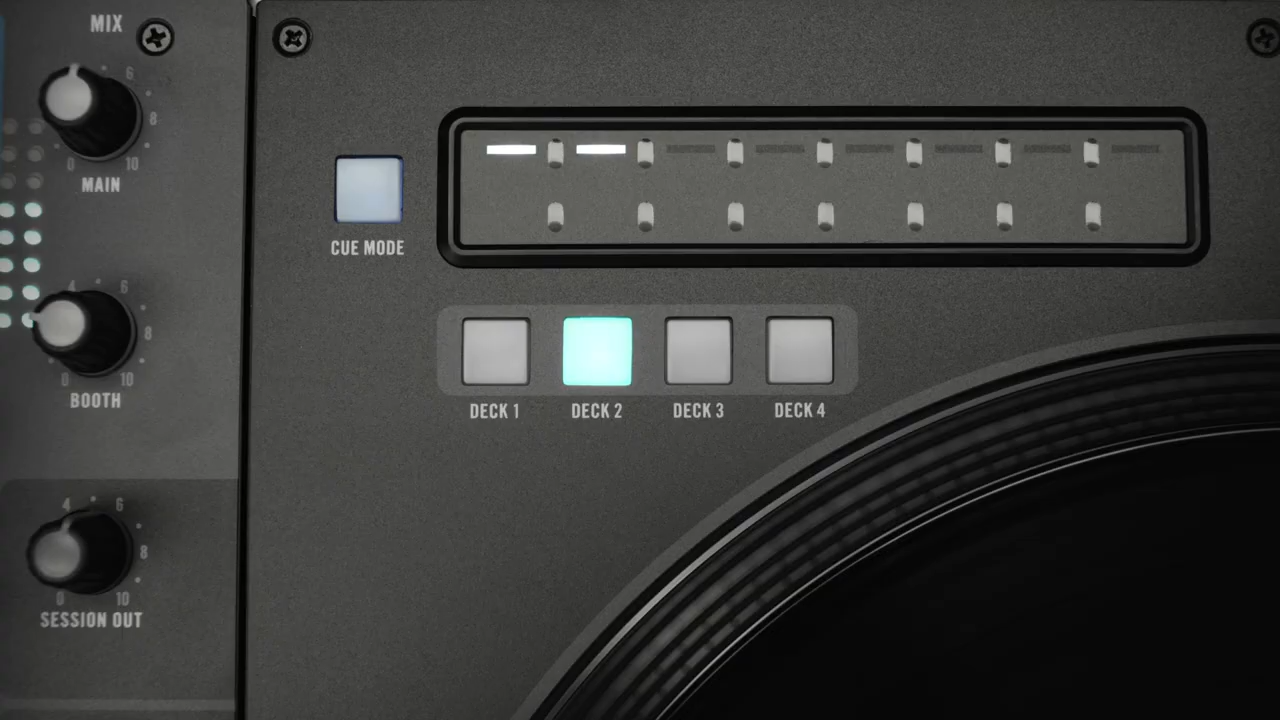 MIX
6
8
0 10
MAIN
CUE MODE
4 6
8
0 10
BOOTH
DECK 1 DECK 2 DECK 3 DECK 4
4 6
8
0 10
SESSION OUT